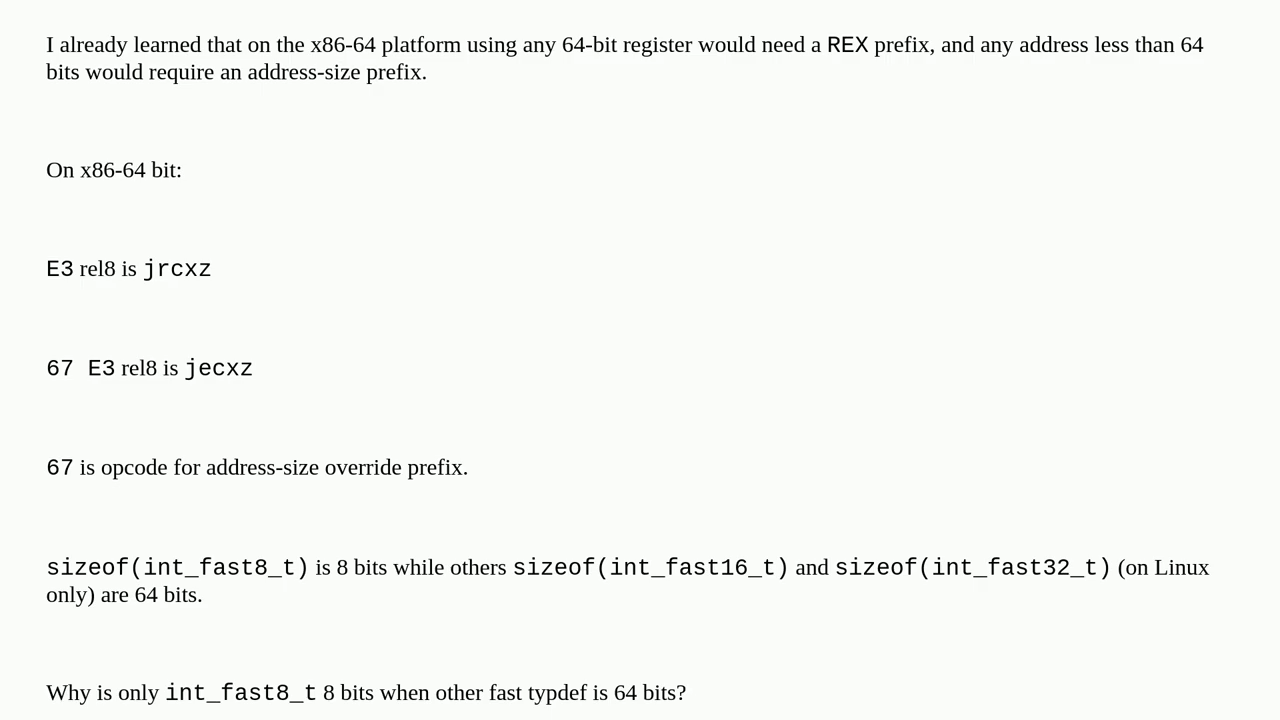 I already learned that on the x86-64 platform using any 64-bit register would need a REX prefix, and any address less than 64
bits would require an address-size prefix.
On x86-64 bit:
E3 rel8 is jrcxz
67 E3 rel8 is jecxz
67 is opcode for address-size override prefix.
sizeof(int_fast8_t) is 8 bits while others sizeof(int_fast16_t) and sizeof(int_fast32_t) (on Linux
only) are 64 bits.
Why is only int_fast8_t 8 bits when other fast typdef is 64 bits?